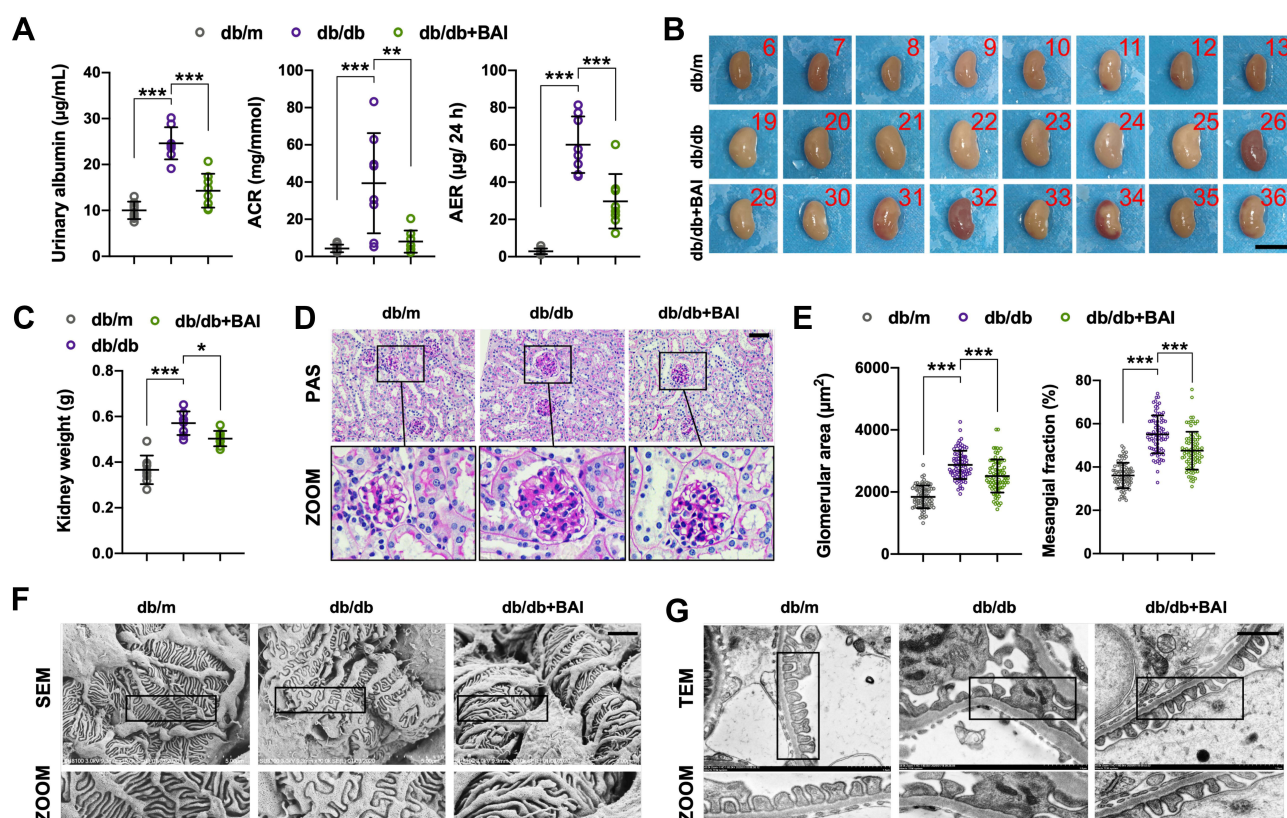 A
db/m db/db db/db+BAI
Urinary albumin (µg/mL)
40
30
20
10
0
***
***
ACR (mg/mmol)
100
80
60
40
20
0
***
**
AER (µg/ 24 h)
100
80
60
40
20
0
***
***
B
db/m
6 7 8 9 10 11 12 13
db/db
19 20 21 22 23 24 25 26
db/db+BAI
29 30 31 32 33 34 35 36
C
db/m db/db+BAI
db/db
Kidney weight (g)
0.8
0.6
0.4
0.2
0.0
***
*
D
db/m db/db db/db+BAI
PAS
ZOOM
E
db/m db/db db/db+BAI
Glomerular area (µm²)
6000
4000
2000
0
***
***
Mesangial fraction (%)
80
60
40
20
0
***
***
F
db/m db/db db/db+BAI
SEM
ZOOM
G
db/m db/db db/db+BAI
TEM
ZOOM